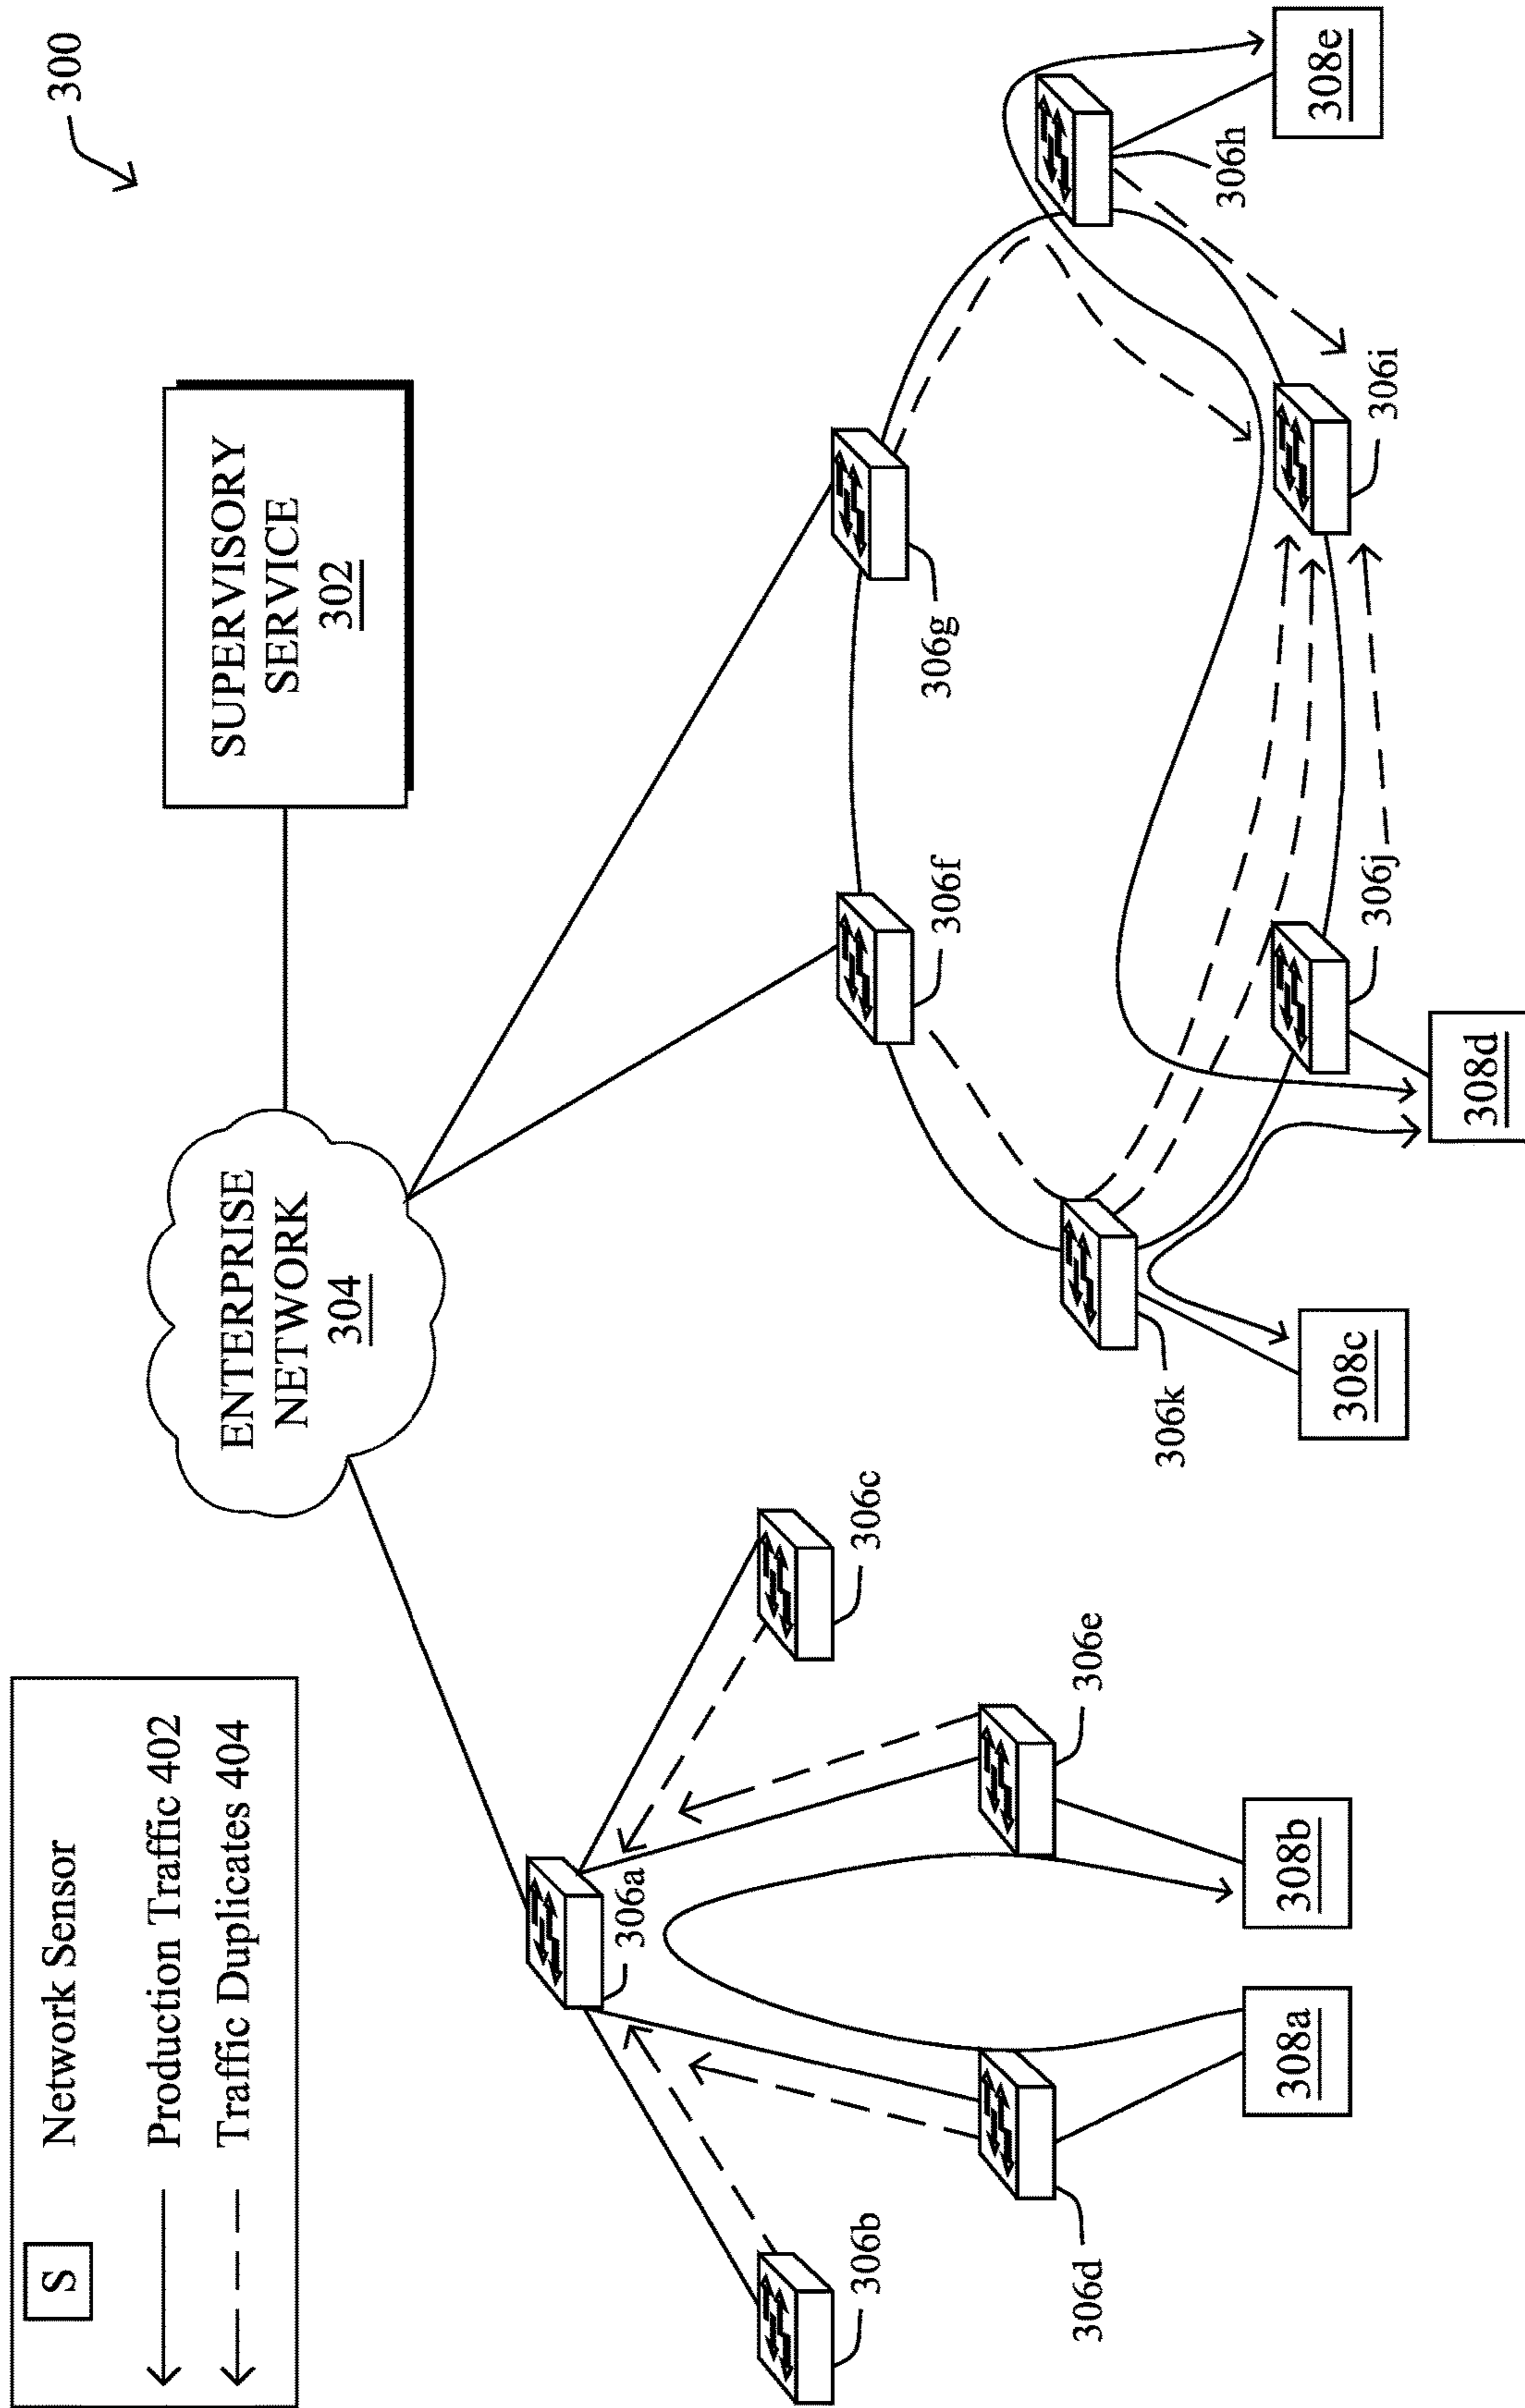 S Network Sensor
Production Traffic 402
Traffic Duplicates 404
300
SUPERVISORY
SERVICE
302
ENTERPRISE
NETWORK
304
306a
306b
306c
306d
306e
308a
308b
306f
306g
306h
306i
306j
306k
308c
308d
308e